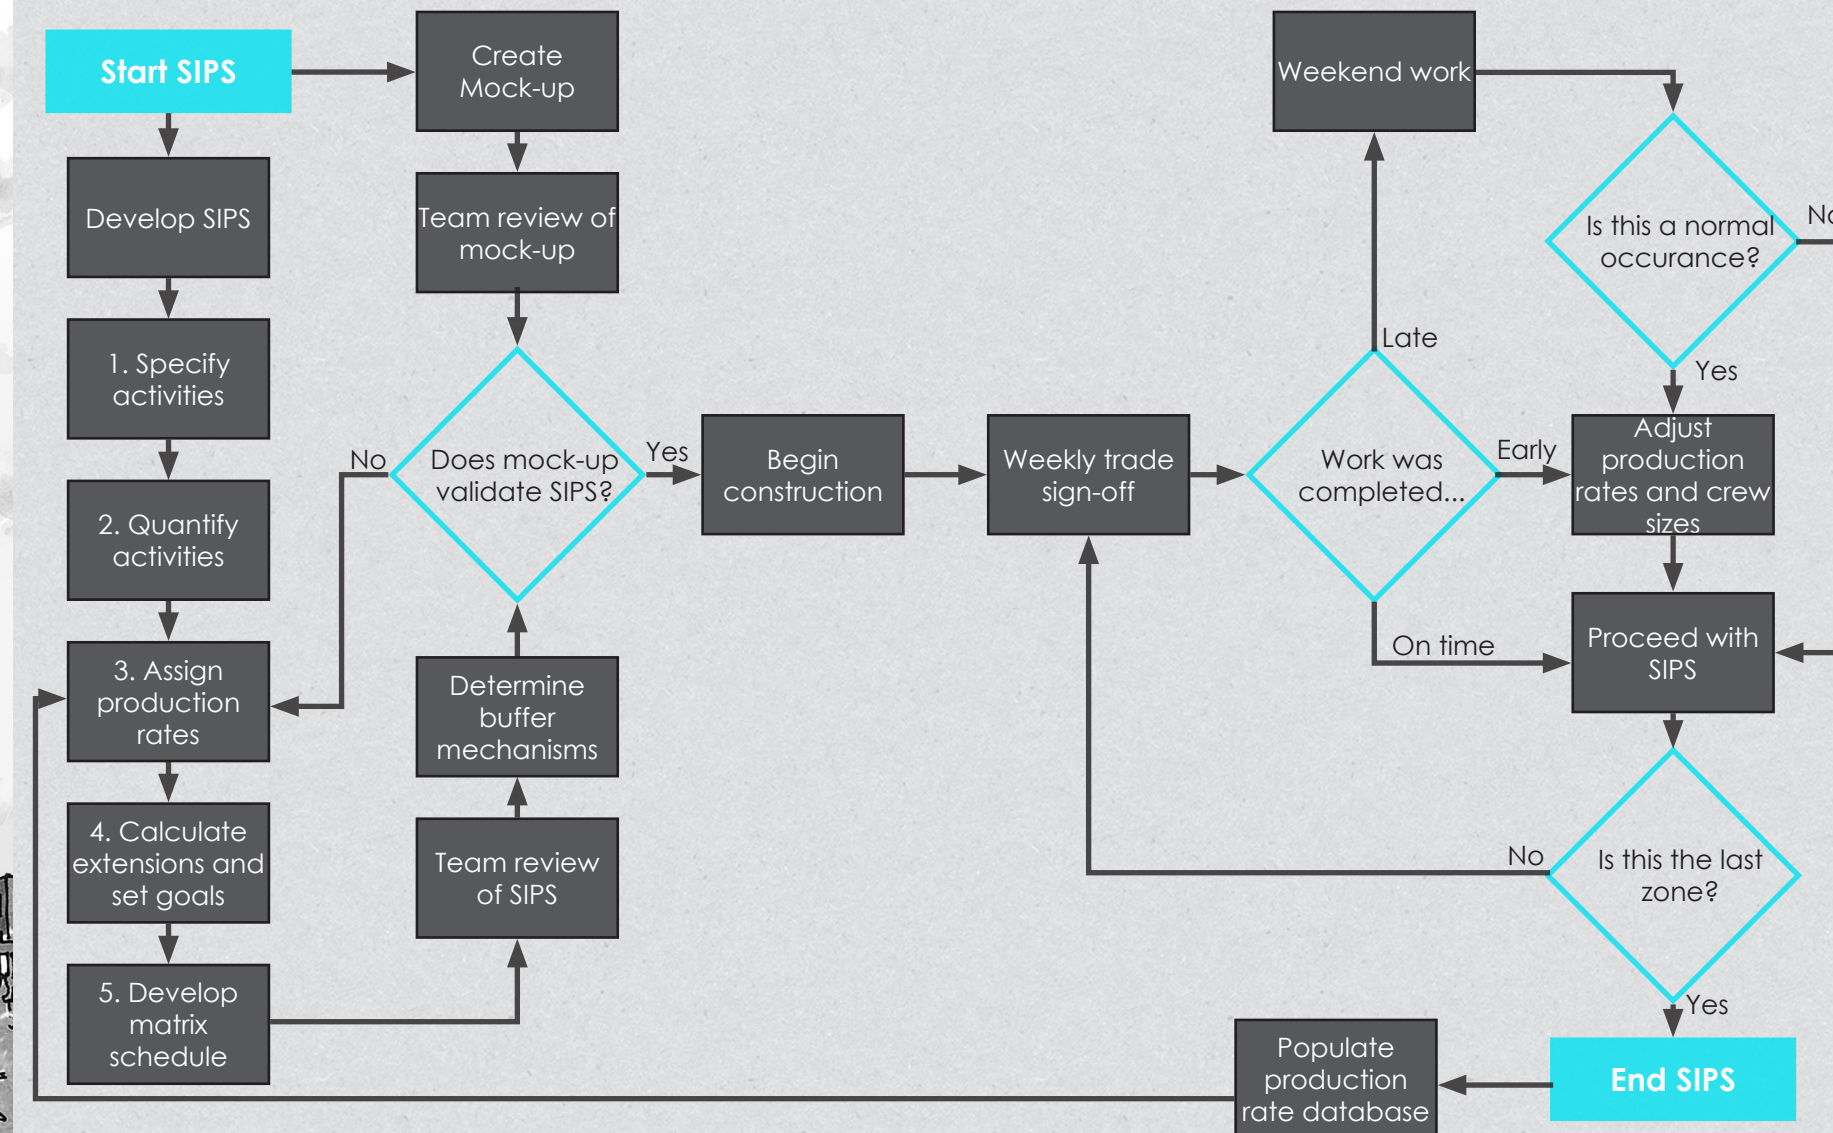 Start SIPS
Create
Mock-up
Weekend work
Develop SIPS
Team review of
mock-up
Is this a normal
occurance?
No
Late
Yes
1. Specify
activities
2. Quantify
activities
No
Does mock-up
validate SIPS?
Yes
Begin
construction
Weekly trade
sign-off
Work was
completed...
Early
Adjust
production
rates and crew
sizes
On time
Proceed with
SIPS
3. Assign
production
rates
Determine
buffer
mechanisms
4. Calculate
extensions and
set goals
Team review
of SIPS
No
Is this the last
zone?
Yes
5. Develop
matrix
schedule
Populate
production
rate database
End SIPS